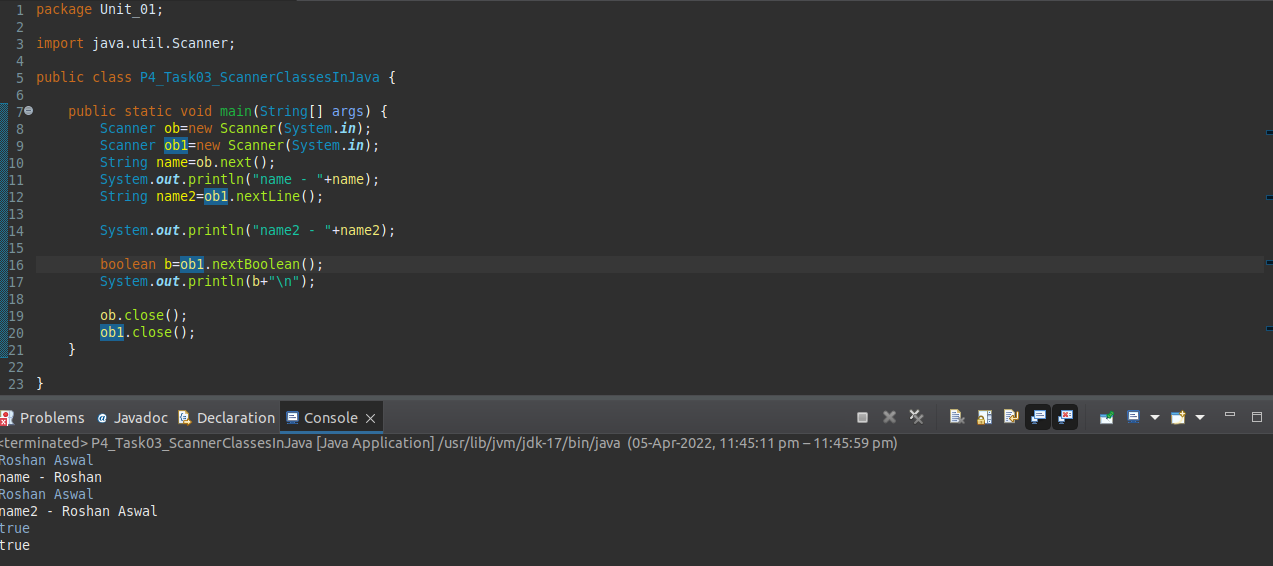 1 package Unit_01;
2
3 import java.util.Scanner;
4
5 public class P4_Task03_ScannerClassesInJava {
6
7 public static void main(String[] args) {
8 Scanner ob=new Scanner(System.in);
9 Scanner ob1=new Scanner(System.in);
10 String name=ob.next();
11 System.out.println("name - "+name);
12 String name2=ob1.nextLine();
13
14 System.out.println("name2 - "+name2);
15
16 boolean b=ob1.nextBoolean();
17 System.out.println(b+"\n");
18
19 ob.close();
20 ob1.close();
21 }
22
23 }
Problems Javadoc Declaration Console
<terminated> P4_Task03_ScannerClassesInJava [Java Application] /usr/lib/jvm/jdk-17/bin/java (05-Apr-2022, 11:45:11 pm – 11:45:59 pm)
Roshan Aswal
name - Roshan
Roshan Aswal
name2 - Roshan Aswal
true
true